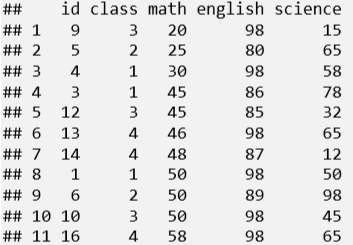 ##    id class math english science
## 1   9     3   20      98      15
## 2   5     2   25      80      65
## 3   4     1   30      98      58
## 4   3     1   45      86      78
## 5  12     3   45      85      32
## 6  13     4   46      98      65
## 7  14     4   48      87      12
## 8   1     1   50      98      50
## 9   6     2   50      89      98
## 10 10     3   50      98      45
## 11 16     4   58      98      65